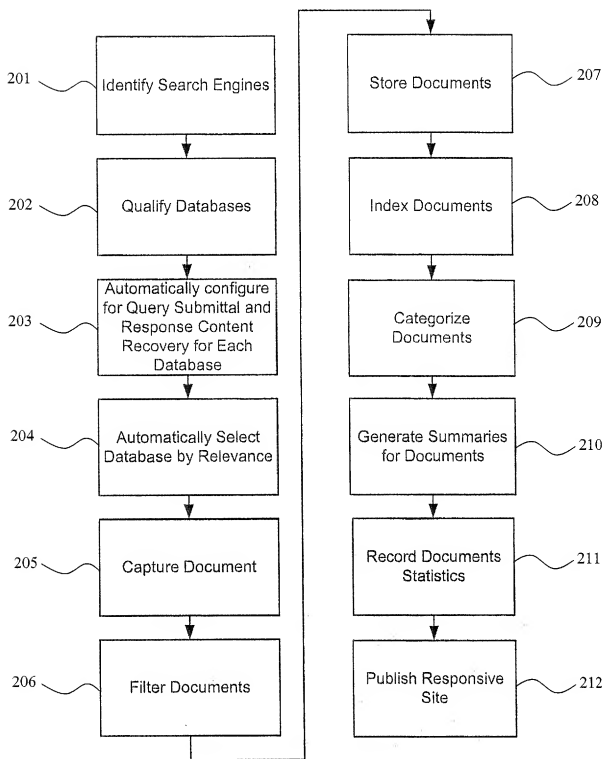 201
Identify Search Engines
202
Qualify Databases
203
Automatically configure
for Query Submittal and
Response Content
Recovery for Each
Database
204
Automatically Select
Database by Relevance
205
Capture Document
206
Filter Documents
Store Documents
207
Index Documents
208
Categorize
Documents
209
Generate Summaries
for Documents
210
Record Documents
Statistics
211
Publish Responsive
Site
212